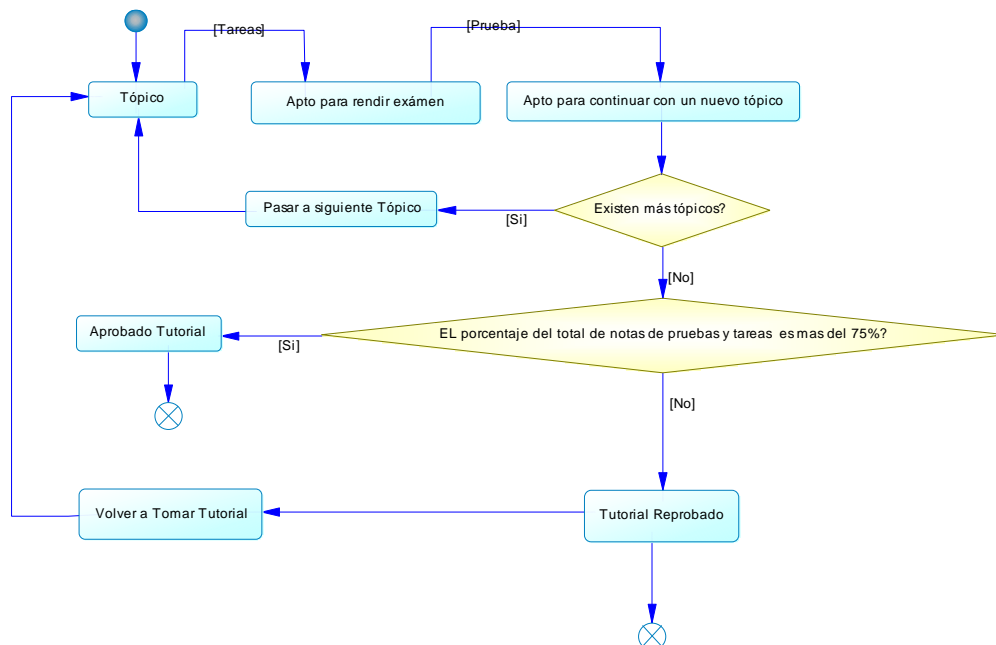 [Tareas]
[Prueba]
Tópico
Apto para rendir exámen
Apto para continuar con un nuevo tópico
Pasar a siguiente Tópico
[Si]
Existen más tópicos?
[No]
Aprobado Tutorial
[Si]
EL porcentaje del total de notas de pruebas y tareas es mas del 75%?
[No]
Volver a Tomar Tutorial
Tutorial Reprobado